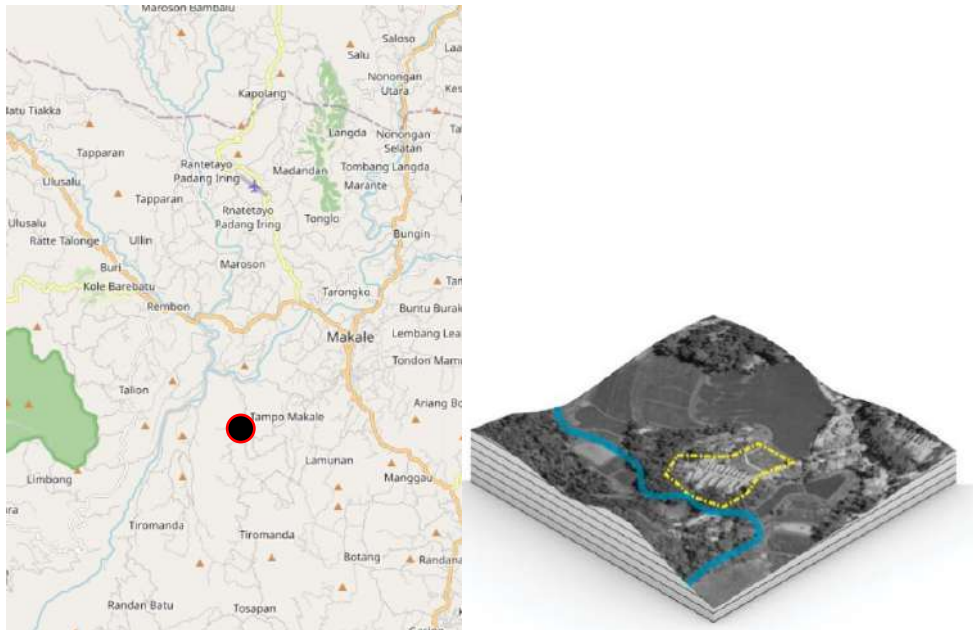 Maroson Bambalu
Saloso
Salu
Nonongan
Utara
Kapolang
Batu Tiakka
Langda
Nonongan
Selatan
Tapparan
Rantetayo
Padang Iring
Madandan
Tombang Langda
Marante
Ulusalu
Tapparan
Rnatetayo
Padang Iring
Tonglo
Ulusalu
Ratte Talonge
Ullin
Bungin
Buri
Maroson
Kole Barebatu
Tarongko
Rembon
Buntu Burak
Makale
Lembang Lea
Tondon Mam
Talion
Tampo Makale
Ariang Bo
Lamunan
Limbong
Manggau
Tiromanda
Tiromanda
Botang
Randana
Randan Batu
Tosapan